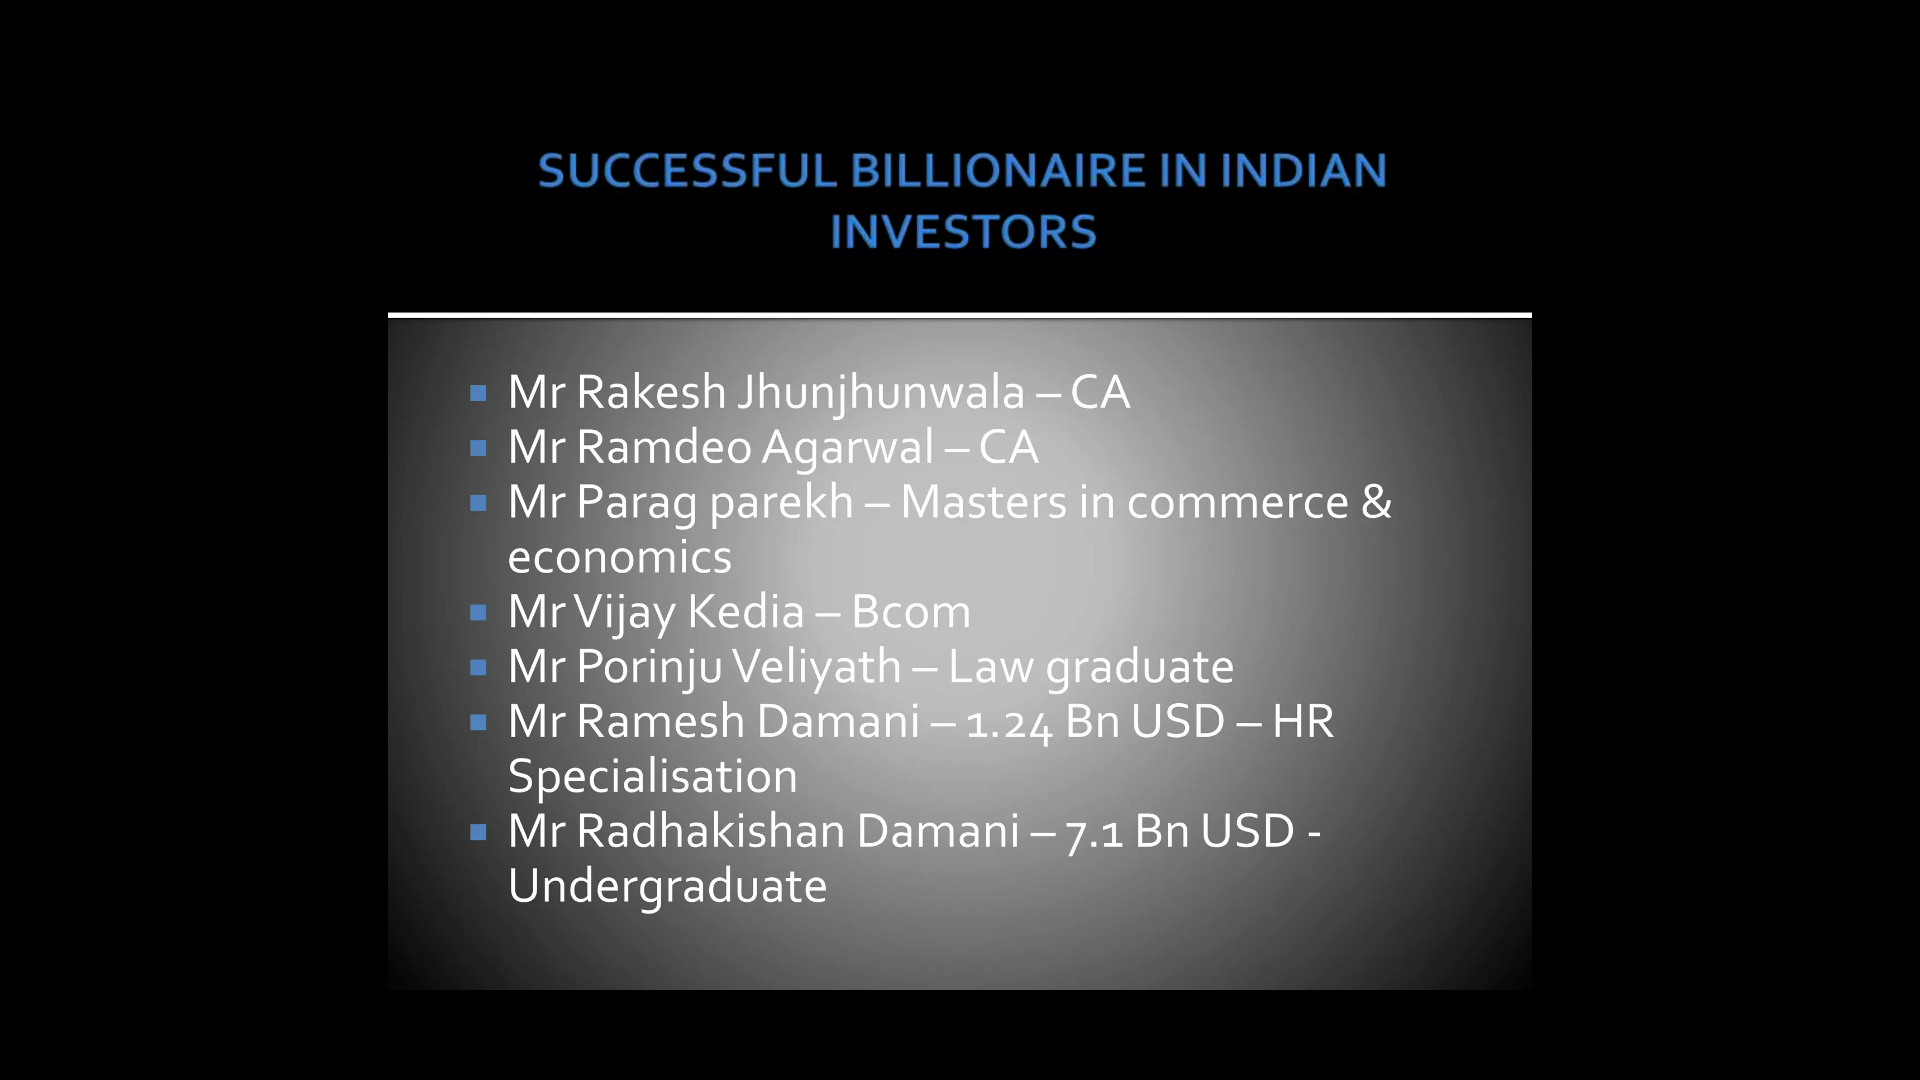 SUCCESSFUL BILLIONAIRE IN INDIAN
INVESTORS
Mr Rakesh Jhunjhunwala – CA
Mr Ramdeo Agarwal – CA
Mr Parag parekh – Masters in commerce &
economics
Mr Vijay Kedia – Bcom
Mr Porinju Veliyath – Law graduate
Mr Ramesh Damani – 1.24 Bn USD – HR
Specialisation
Mr Radhakishan Damani – 7.1 Bn USD -
Undergraduate